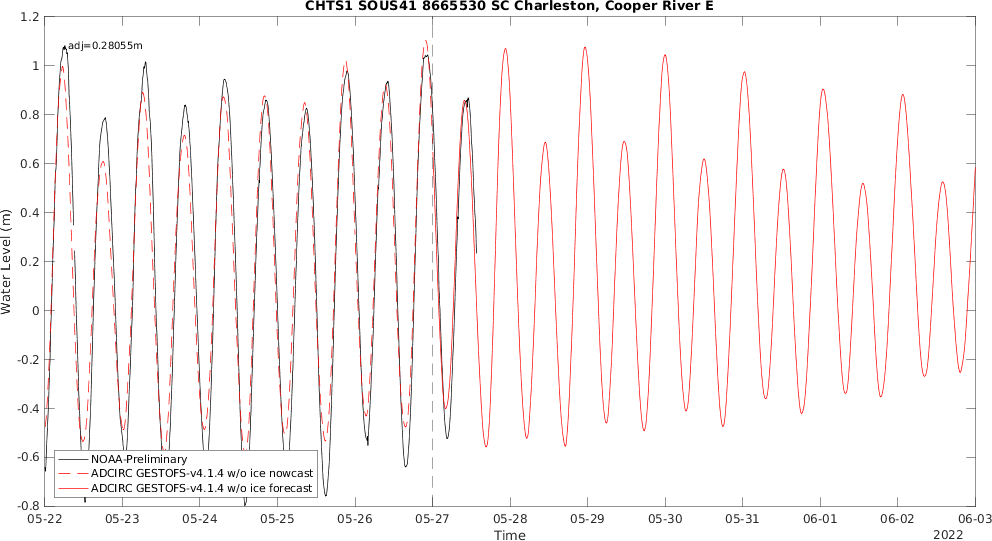 CHTS1 SOUS41 8665530 SC Charleston, Cooper River E
adj=0.28055m
1.2
1
0.8
0.6
0.4
0.2
0
-0.2
-0.4
-0.6
-0.8
Water Level (m)
NOAA-Preliminary
ADCIRC GESTOFS-v4.1.4 w/o ice nowcast
ADCIRC GESTOFS-v4.1.4 w/o ice forecast
05-22 05-23 05-24 05-25 05-26 05-27 05-28 05-29 05-30 05-31 06-01 06-02 06-03
Time
2022